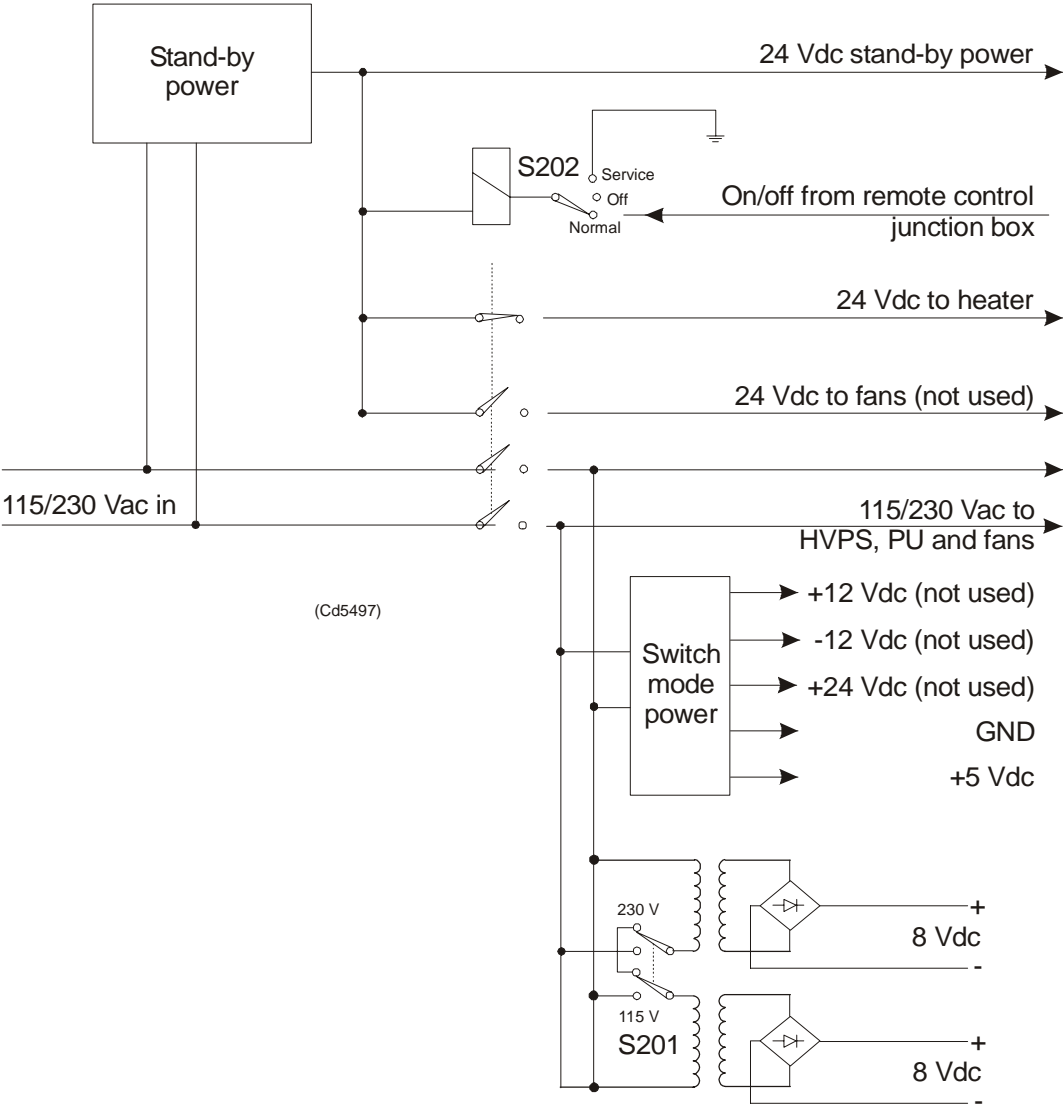 Stand-by
power
24 Vdc stand-by power
S202
Service
Off
Normal
On/off from remote control
junction box
24 Vdc to heater
24 Vdc to fans (not used)
115/230 Vac in
115/230 Vac to
HVPS, PU and fans
(Cd5497)
Switch
mode
power
+12 Vdc (not used)
-12 Vdc (not used)
+24 Vdc (not used)
GND
+5 Vdc
230 V
+
8 Vdc
-
115 V
S201
+
8 Vdc
-